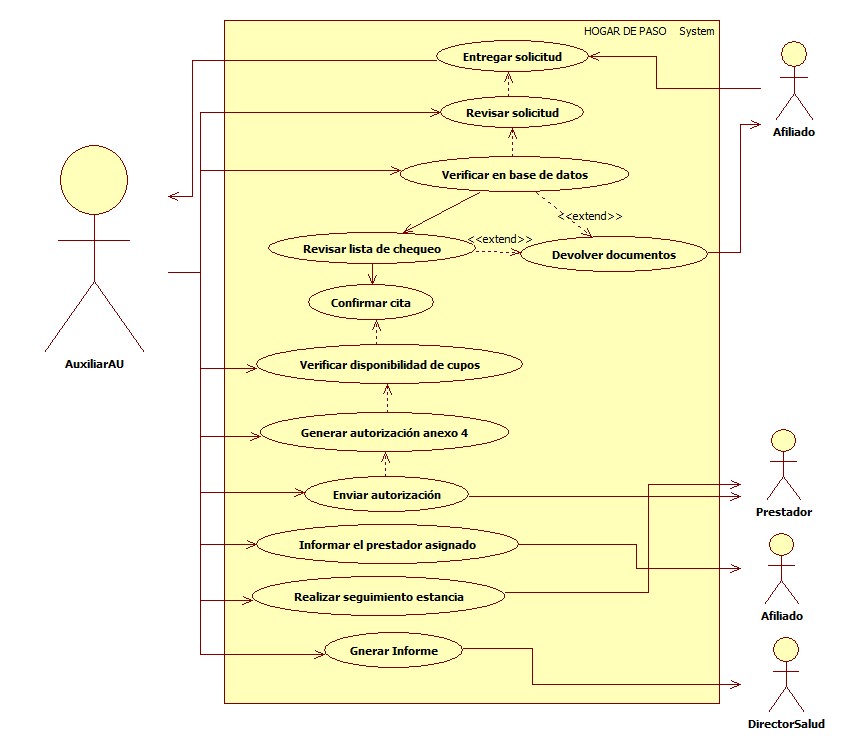 HOGAR DE PASO System
Entregar solicitud
Afiliado
Revisar solicitud
Verificar en base de datos
<<extend>>
Revisar lista de chequeo
<<extend>>
Devolver documentos
Confirmar cita
AuxiliarAU
Verificar disponibilidad de cupos
Generar autorización anexo 4
Enviar autorización
Prestador
Informar el prestador asignado
Realizar seguimiento estancia
Afiliado
Gnerar Informe
DirectorSalud